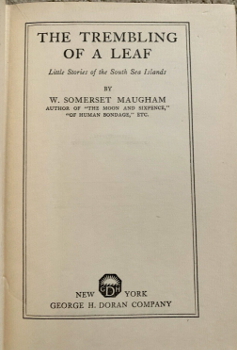 THE TREMBLING
OF A LEAF
Little Stories of the South Sea Islands
BY
W. SOMERSET MAUGHAM
AUTHOR OF "THE MOON AND SIXPENCE,"
"OF HUMAN BONDAGE," ETC.
GHD
NEW YORK
GEORGE H. DORAN COMPANY